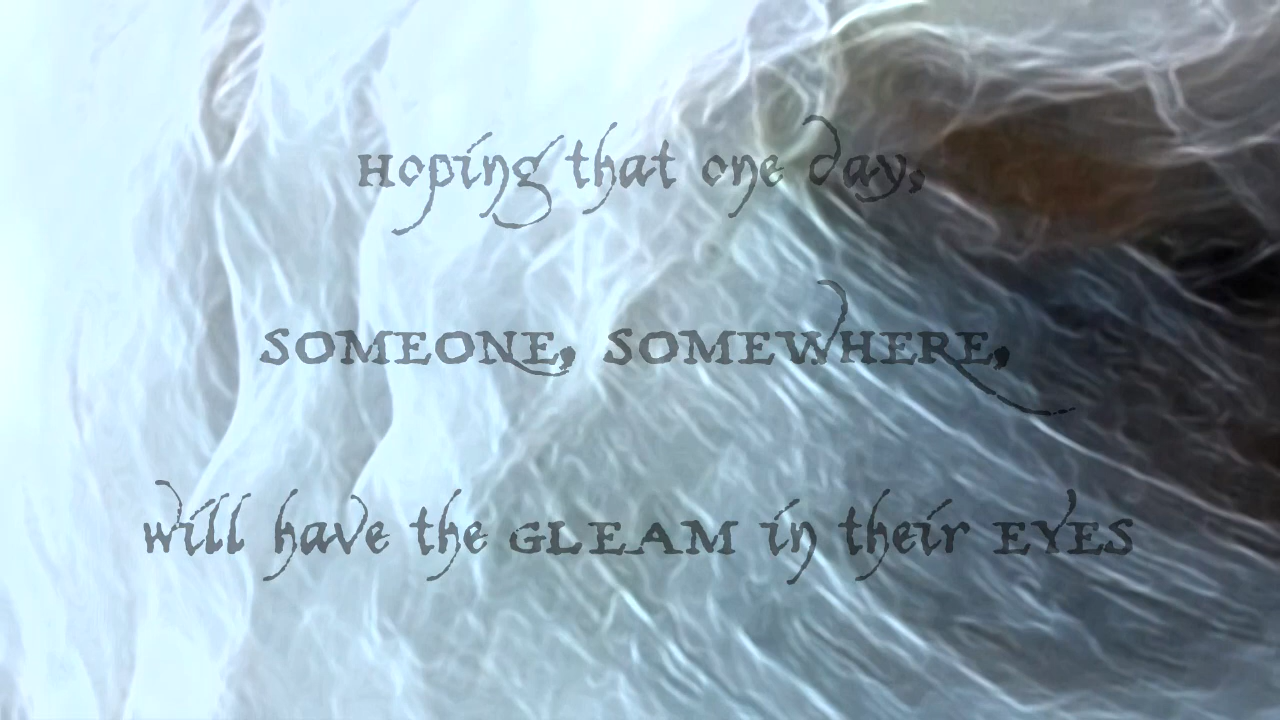 Hoping that one day,
SOMEONE, SOMEWHERE,
will have the GLEAM in their EYES